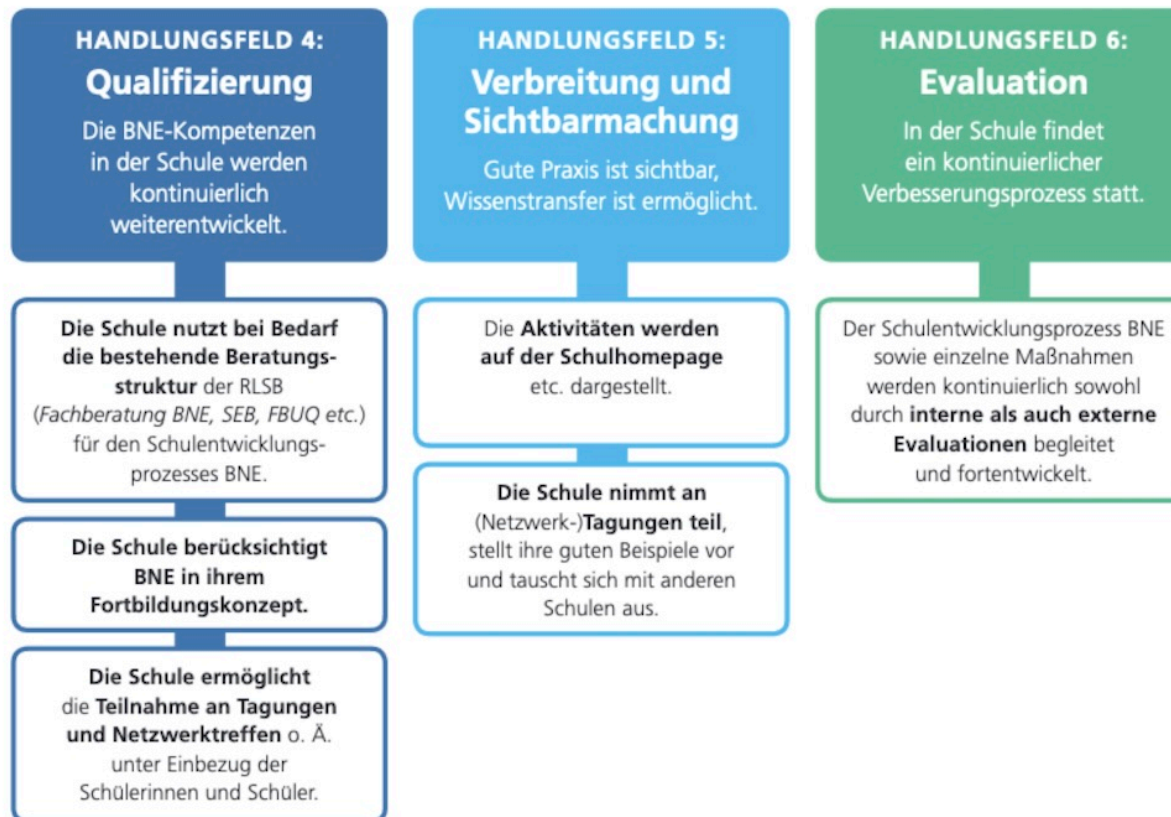 HANDLUNGSFELD 4:
Qualifizierung
Die BNE-Kompetenzen
in der Schule werden
kontinuierlich
weiterentwickelt.
Die Schule nutzt bei Bedarf
die bestehende Beratungs-
struktur der RLSB
(Fachberatung BNE, SEB, FBUQ etc.)
für den Schulentwicklungs-
prozesses BNE.
Die Schule berücksichtigt
BNE in ihrem
Fortbildungskonzept.
Die Schule ermöglicht
die Teilnahme an Tagungen
und Netzwerktreffen o. Ä.
unter Einbezug der
Schülerinnen und Schüler.
HANDLUNGSFELD 5:
Verbreitung und
Sichtbarmachung
Gute Praxis ist sichtbar,
Wissenstransfer ist ermöglicht.
Die Aktivitäten werden
auf der Schulhomepage
etc. dargestellt.
Die Schule nimmt an
(Netzwerk-)Tagungen teil,
stellt ihre guten Beispiele vor
und tauscht sich mit anderen
Schulen aus.
HANDLUNGSFELD 6:
Evaluation
In der Schule findet
ein kontinuierlicher
Verbesserungsprozess statt.
Der Schulentwicklungsprozess BNE
sowie einzelne Maßnahmen
werden kontinuierlich sowohl
durch interne als auch externe
Evaluationen begleitet
und fortentwickelt.